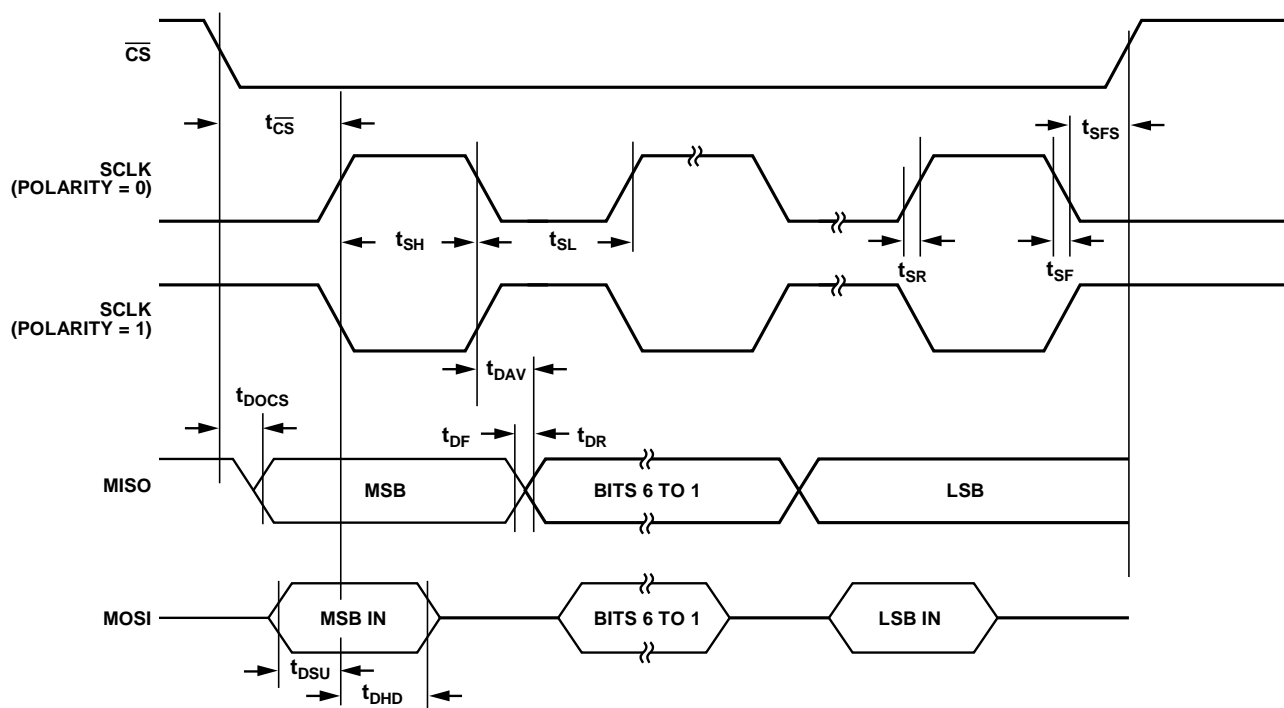 CS
tCS
tSFS
SCLK
(POLARITY = 0)
tSH
tSL
tSR
tSF
SCLK
(POLARITY = 1)
tDAV
tDOCS
tDF
tDR
MISO
MSB
BITS 6 TO 1
LSB
MOSI
MSB IN
BITS 6 TO 1
LSB IN
tDSU
tDHD